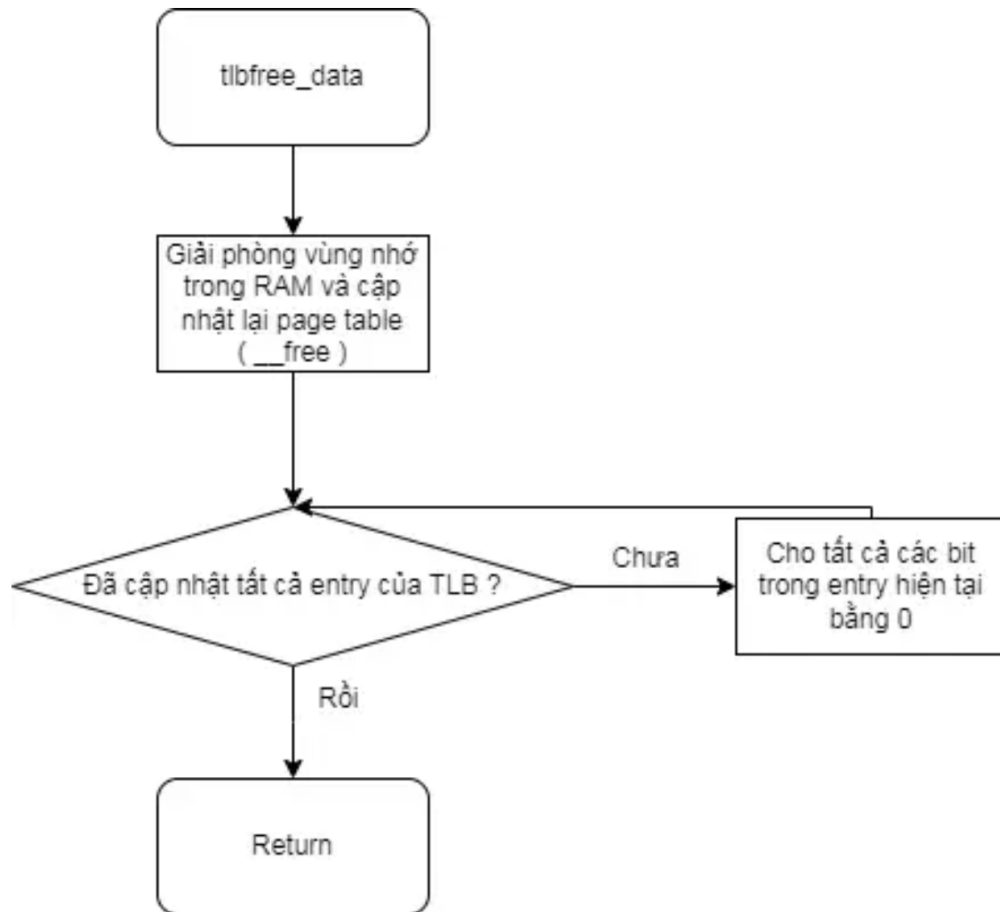 tlbfree_data
Giải phòng vùng nhớ
trong RAM và cập
nhật lại page table
( __free )
Đã cập nhật tất cả entry của TLB ?
Chưa
Cho tất cả các bit
trong entry hiện tại
bằng 0
Rồi
Return